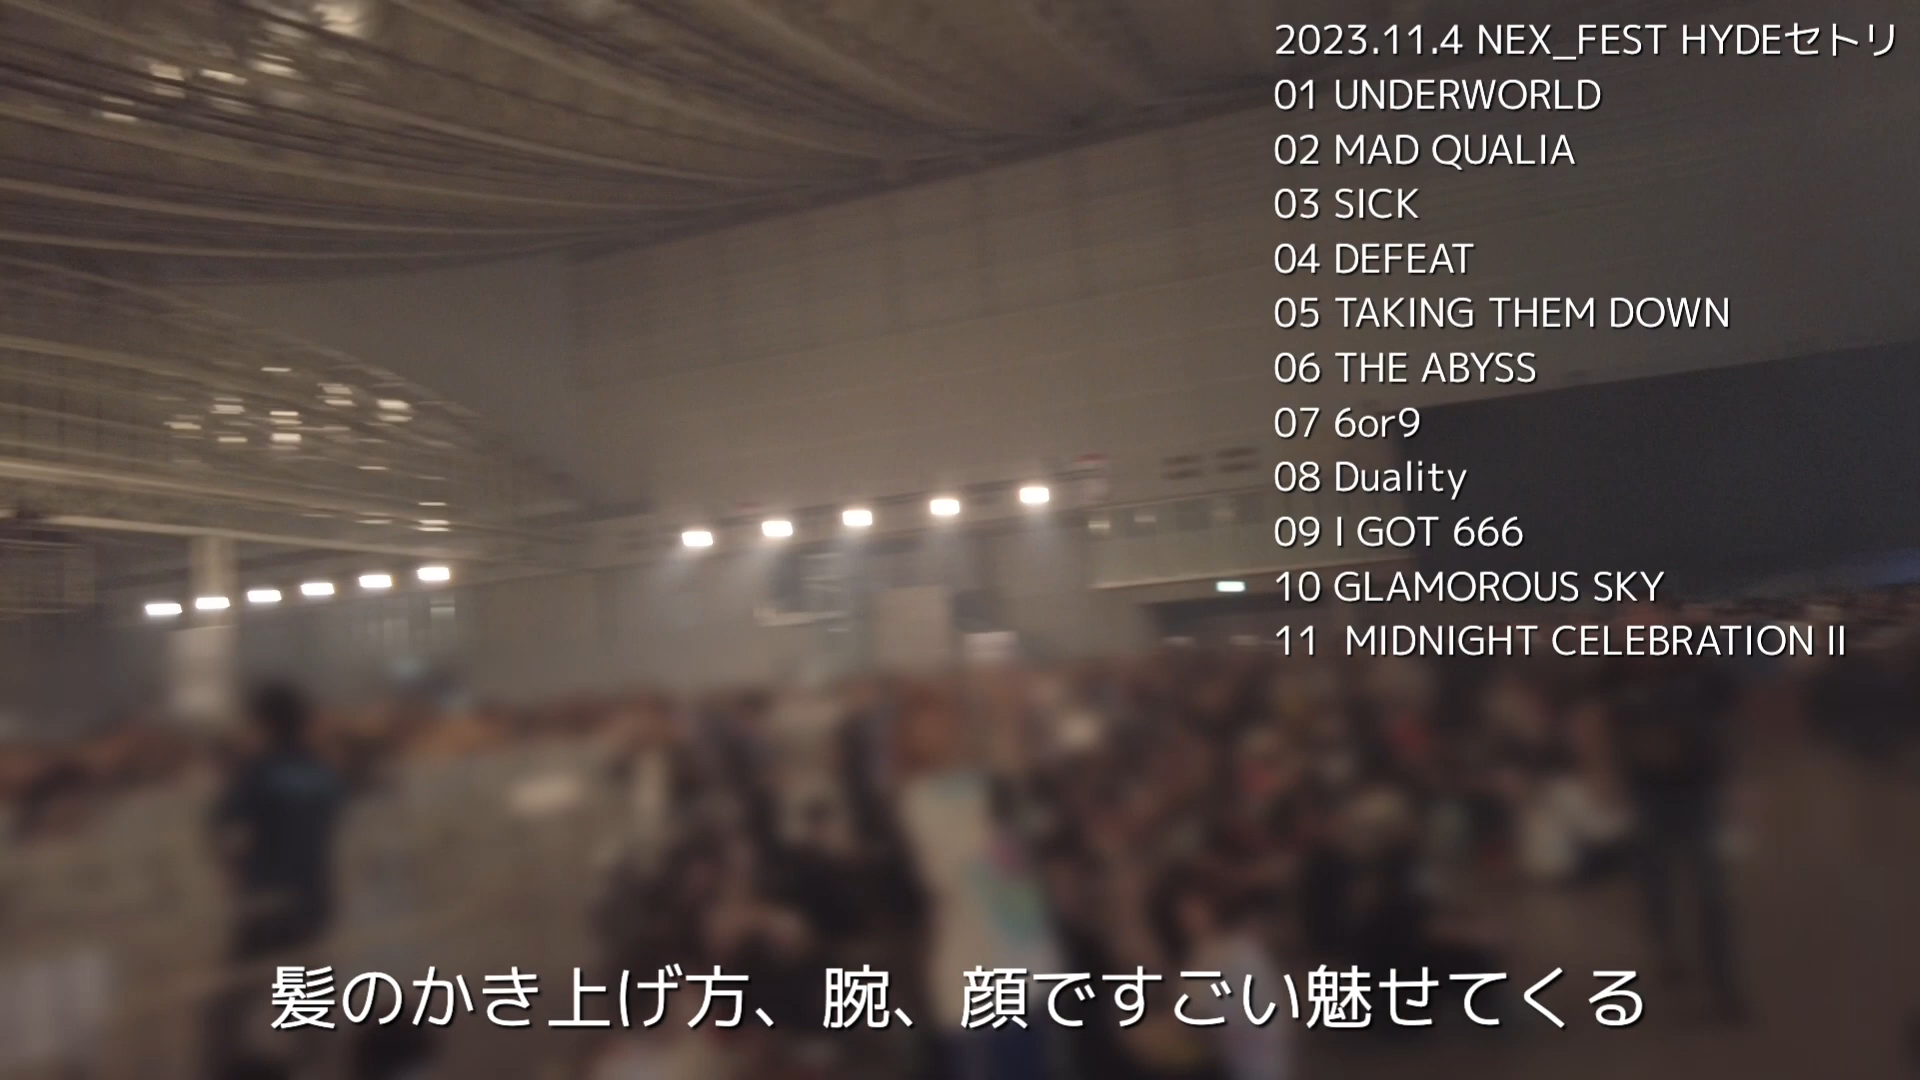 2023.11.4 NEX_FEST HYDEセトリ
01 UNDERWORLD
02 MAD QUALIA
03 SICK
04 DEFEAT
05 TAKING THEM DOWN
06 THE ABYSS
07 6or9
08 Duality
09 I GOT 666
10 GLAMOROUS SKY
11 MIDNIGHT CELEBRATION II
髪のかき上げ方、腕、顔ですごい魅せてくる